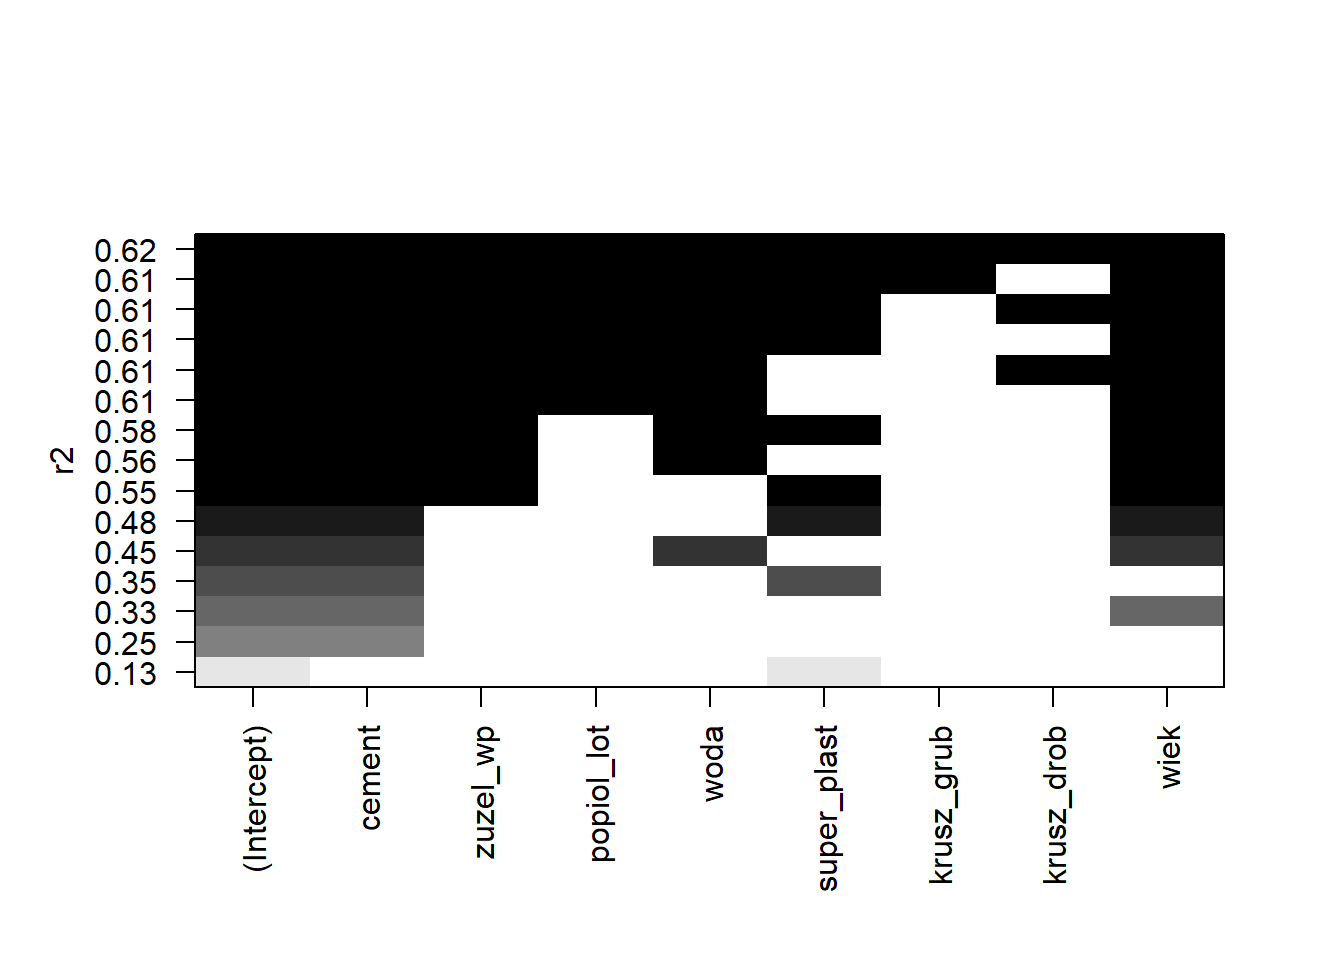 r2
0.62
0.61
0.61
0.61
0.61
0.61
0.58
0.56
0.55
0.48
0.45
0.35
0.33
0.25
0.13
(Intercept)
cement
zuzel_wp
popiol_lot
woda
super_plast
krusz_grub
krusz_drob
wiek